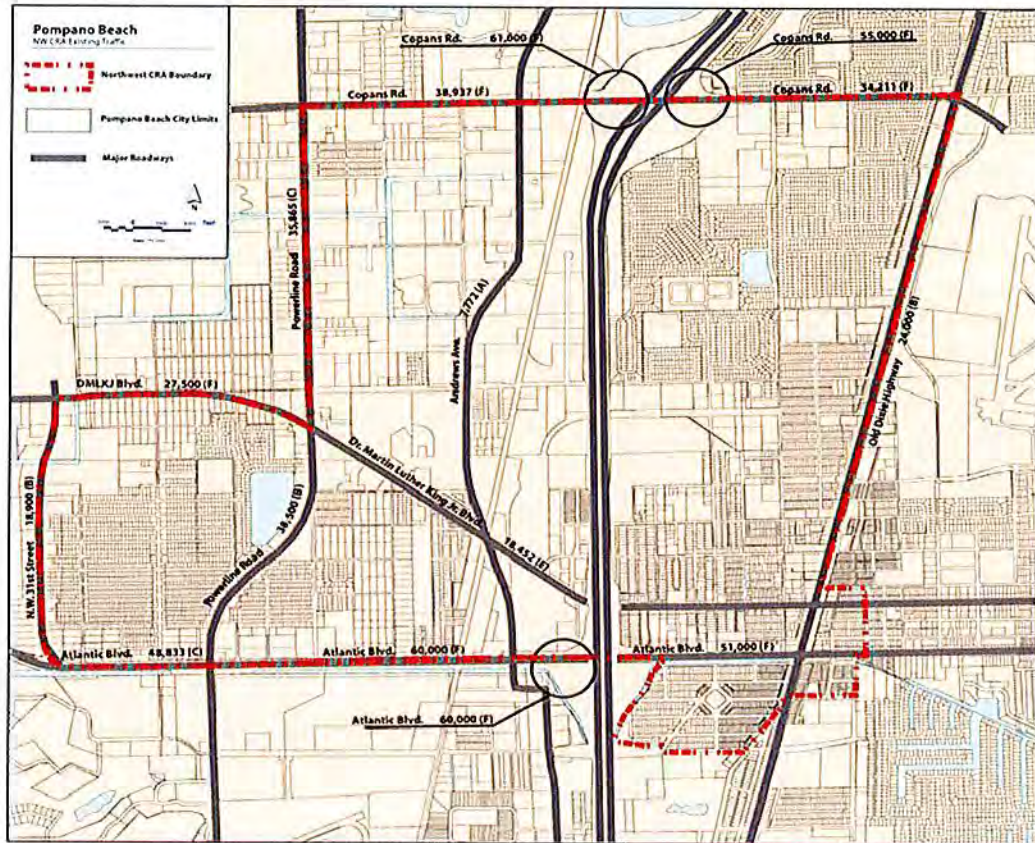 Pompano Beach
NW CRA Existing Traffic
Northwest CRA Boundary
Pompano Beach City Limits
Major Roadways
Feet
Copans Rd. 61,000 (F)
Copans Rd. 55,000 (F)
Copans Rd. 38,937 (F)
Copans Rd. 34,211 (F)
Powerline Road 35,865 (C)
Andrews Ave. 7,772 (A)
Old Dixie Highway 24,000 (B)
DMLKJ Blvd. 27,500 (F)
Dr. Martin Luther King Jr. Blvd. 18,452 (E)
N.W. 31st Street 18,900 (B)
Powerline Road 38,500 (B)
Atlantic Blvd. 48,833 (C)
Atlantic Blvd. 60,000 (F)
Atlantic Blvd. 51,000 (F)
Atlantic Blvd. 60,000 (F)